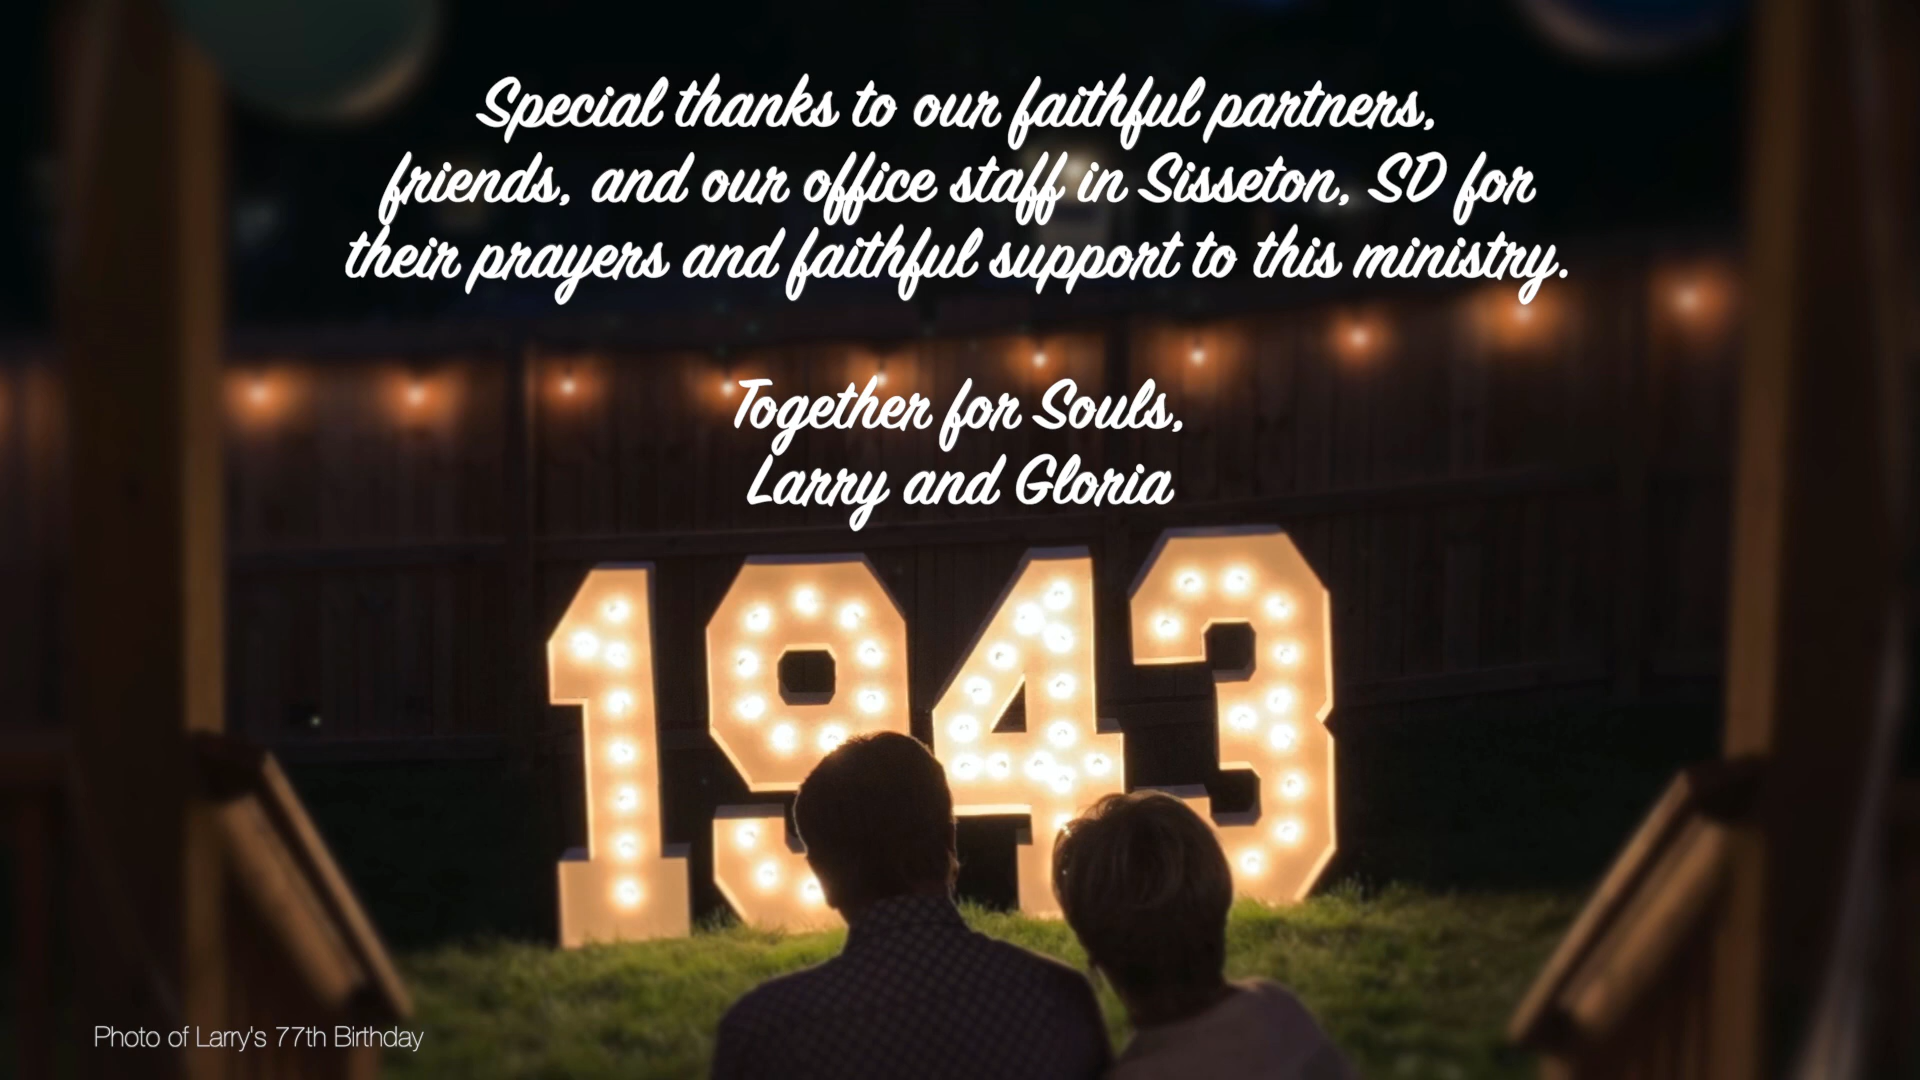 Special thanks to our faithful partners,
friends, and our office staff in Sisseton, SD for
their prayers and faithful support to this ministry.
Together for Souls,
Larry and Gloria
1943
Photo of Larry's 77th Birthday